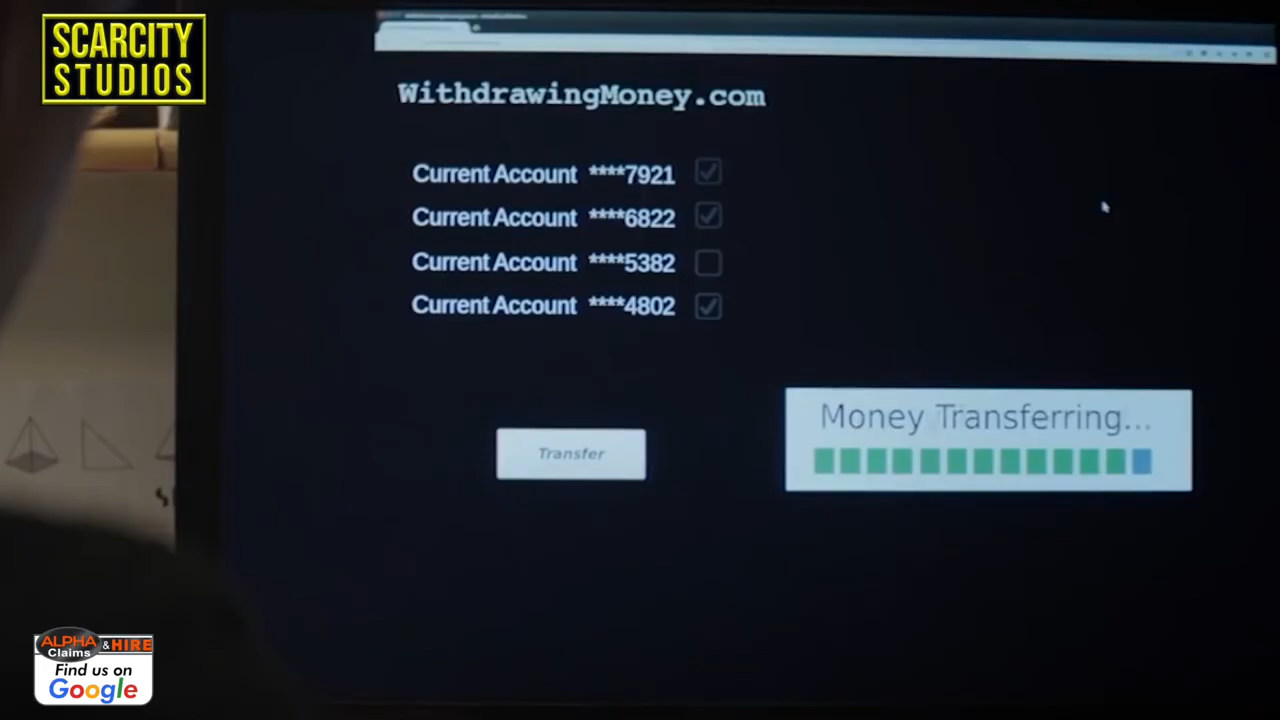 SCARCITY
STUDIOS
WithdrawingMoney.com
Current Account ****7921
Current Account ****6822
Current Account ****5382
Current Account ****4802
Money Transferring...
Transfer
ALPHA
Claims & HIRE
Find us on
Google